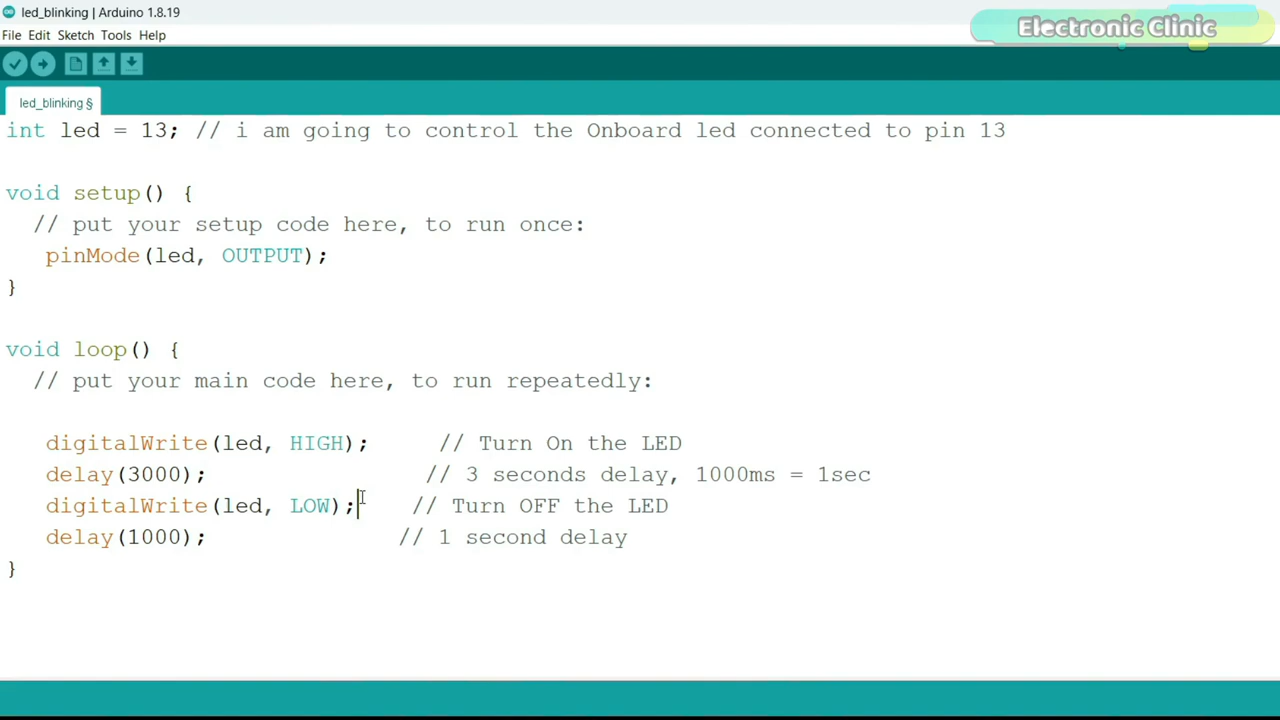 led_blinking | Arduino 1.8.19
Electronic Clinic
File Edit Sketch Tools Help
led_blinking §
int led = 13; // i am going to control the Onboard led connected to pin 13
void setup() {
// put your setup code here, to run once:
pinMode(led, OUTPUT);
}
void loop() {
// put your main code here, to run repeatedly:
digitalWrite(led, HIGH); // Turn On the LED
delay(3000); // 3 seconds delay, 1000ms = 1sec
digitalWrite(led, LOW); // Turn OFF the LED
delay(1000); // 1 second delay
}